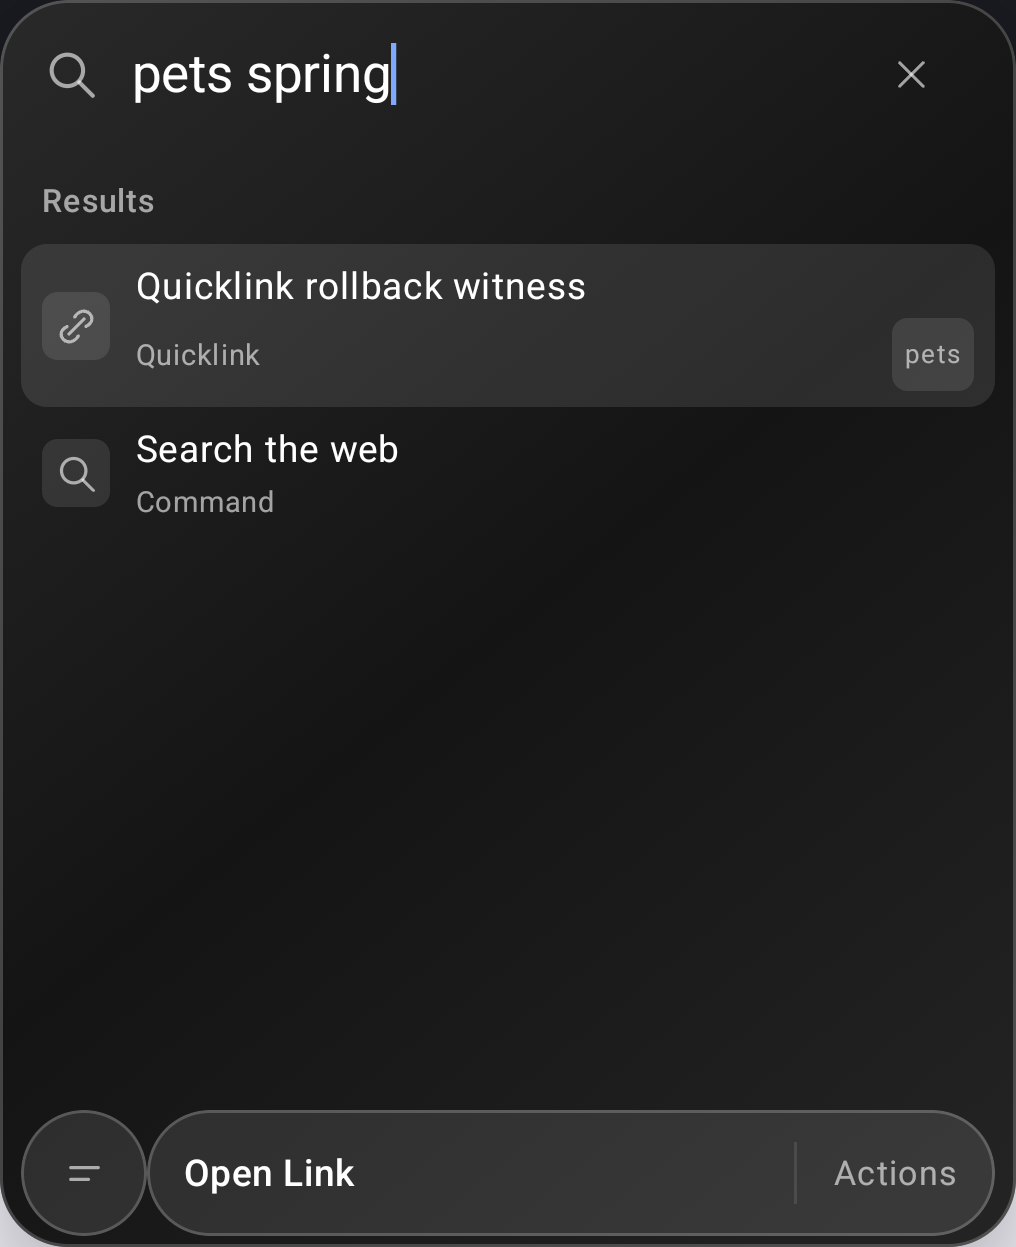 pets spring
Results
Quicklink rollback witness
Quicklink
pets
Search the web
Command
Open Link
Actions